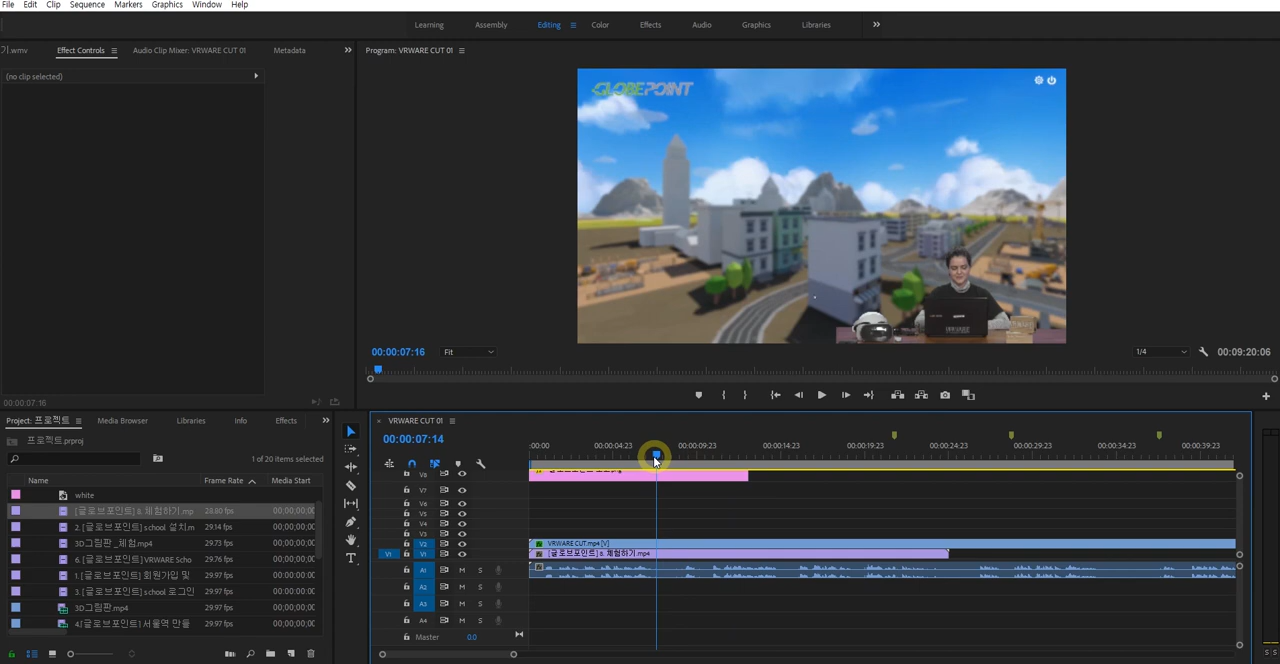 File Edit Clip Sequence Markers Graphics Window Help
Learning Assembly Editing Color Effects Audio Graphics Libraries
기.wmv Effect Controls Audio Clip Mixer: VRWARE CUT 01 Metadata
Program: VRWARE CUT 01
(no clip selected)
GLOBEPOINT
VRWARE
00:00:07:16 Fit 1/4 00:09:20:06
00:00:07:16
Project: 프로젝트 Media Browser Libraries Info Effects
프로젝트.prproj
1 of 20 items selected
Name Frame Rate Media Start
white
[글로브포인트] 8. 체험하기.mp 28.80 fps 00;00;00;00
2. [글로브포인트] school 설치.m 29.14 fps 00;00;00;00
3D그림판 _체험.mp4 29.73 fps 00;00;00;00
6. [글로브포인트] VRWARE Scho 29.76 fps 00;00;00;00
1. [글로브포인트] 회원가입 및 29.97 fps 00:00:00:00
3. [글로브포인트] school 로그인 29.97 fps 00;00;00;00
3D그림판.mp4 29.97 fps 00;00;00;00
4.[글로브포인트] 서울역 만들 29.97 fps 00;00;00;00
VRWARE CUT 01
00:00:07:14
:00:00 00:00:04:23 00:00:09:23 00:00:14:23 00:00:19:23 00:00:24:23 00:00:29:23 00:00:34:23 00:00:39:23
V8
V7
V6
V5
V4
V3
V2 VRWARE CUT.mp4 [V]
V1 V1 [글로브포인트] 8. 체험하기.mp4
A1 M S
A2 M S
A3 M S
A4 M S
Master 0.0
S S